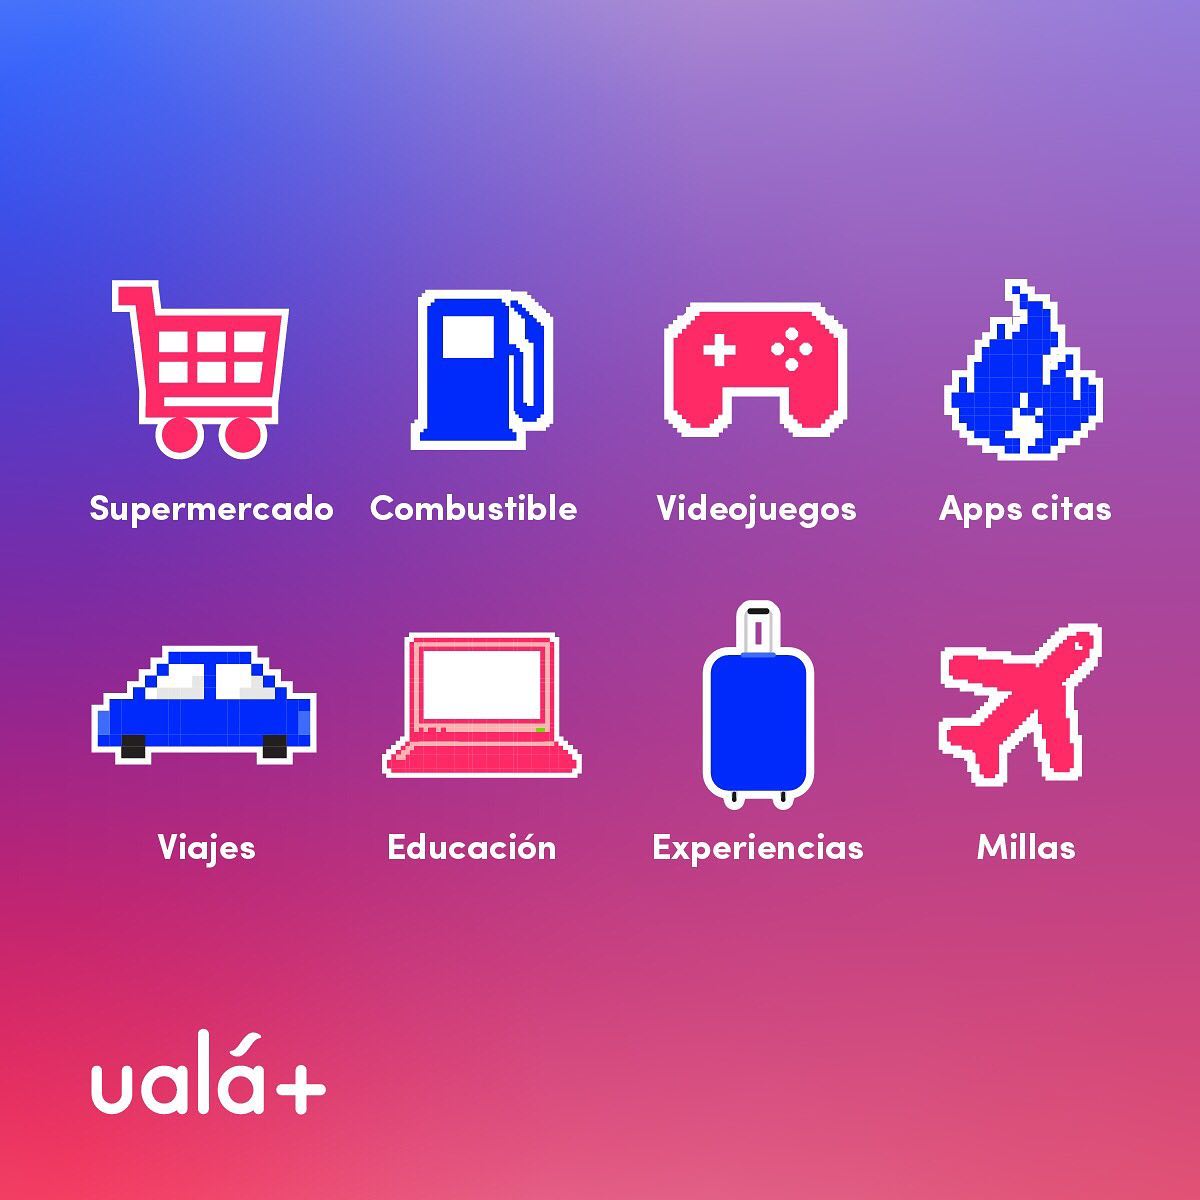 Supermercado Combustible Videojuegos Apps citas
Viajes Educación Experiencias Millas
ualá+